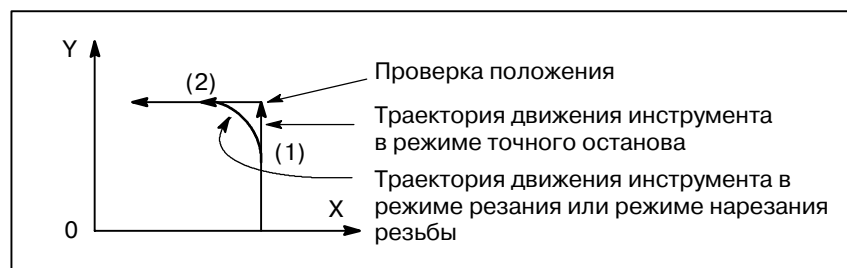 Y
(2)
Проверка положения
Траектория движения инструмента
в режиме точного останова
(1)
Траектория движения инструмента в
режиме резания или режиме нарезания
резьбы
X
0